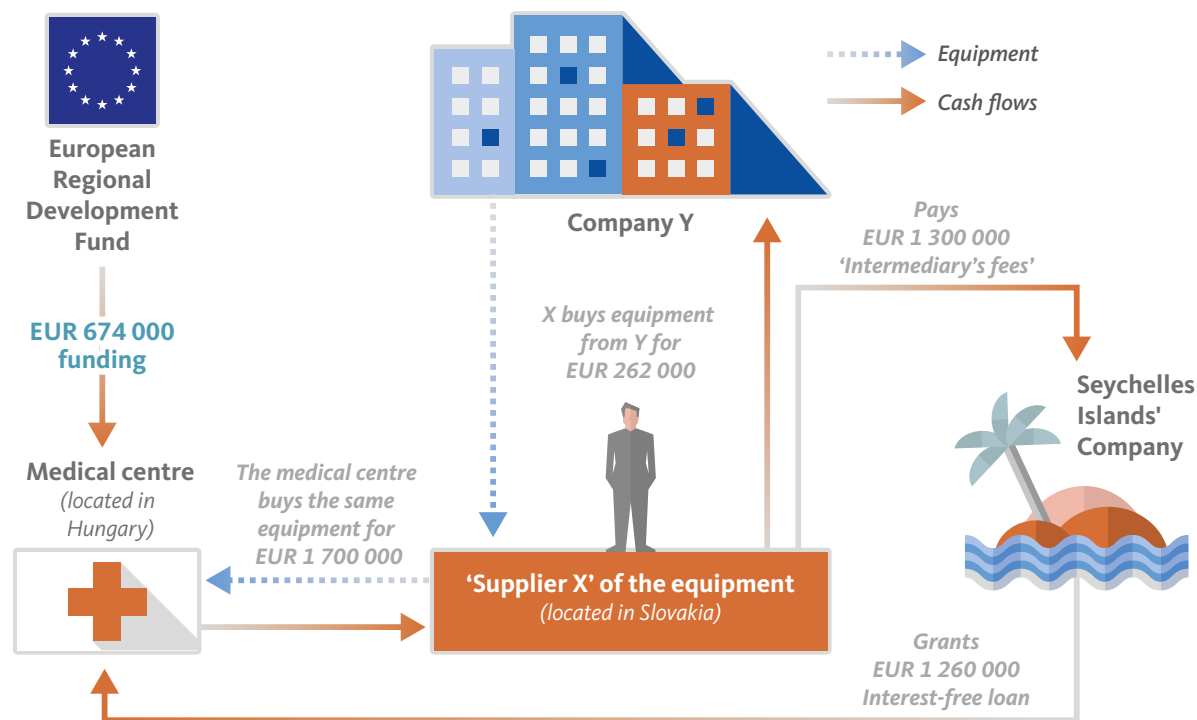 European
Regional
Development
Fund
EUR 674 000
funding
Medical centre
(located in
Hungary)
The medical centre
buys the same
equipment for
EUR 1 700 000
Company Y
X buys equipment
from Y for
EUR 262 000
‘Supplier X’ of the equipment
(located in Slovakia)
Equipment
Cash flows
Pays
EUR 1 300 000
‘Intermediary’s fees’
Seychelles
Islands'
Company
Grants
EUR 1 260 000
Interest-free loan